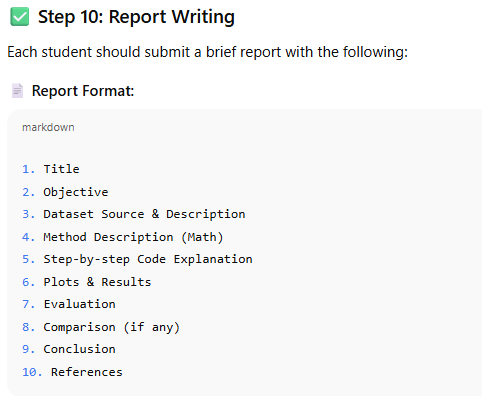 ✅ Step 10: Report Writing
Each student should submit a brief report with the following:
📄 Report Format:
markdown
1. Title
2. Objective
3. Dataset Source & Description
4. Method Description (Math)
5. Step-by-step Code Explanation
6. Plots & Results
7. Evaluation
8. Comparison (if any)
9. Conclusion
10. References